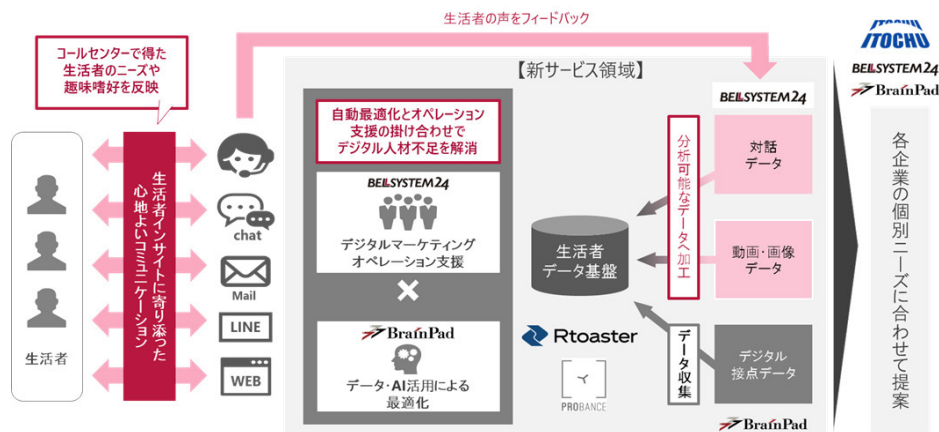 生活者の声をフィードバック
コールセンターで得た
生活者のニーズや
趣味嗜好を反映
生活者
生活者インサイトに寄り添った
心地よいコミュニケーション
chat
Mail
LINE
WEB
【新サービス領域】
自動最適化とオペレーション
支援の掛け合わせで
デジタル人材不足を解消
BELLSYSTEM24
デジタルマーケティング
オペレーション支援
×
BrainPad
データ・AI活用による
最適化
生活者
データ基盤
Rtoaster
PROBANCE
分析可能なデータへ加工
データ収集
BELLSYSTEM24
対話
データ
動画・画像
データ
デジタル
接点データ
BrainPad
ITOCHU
BELLSYSTEM24
BrainPad
各企業の個別ニーズに合わせて提案